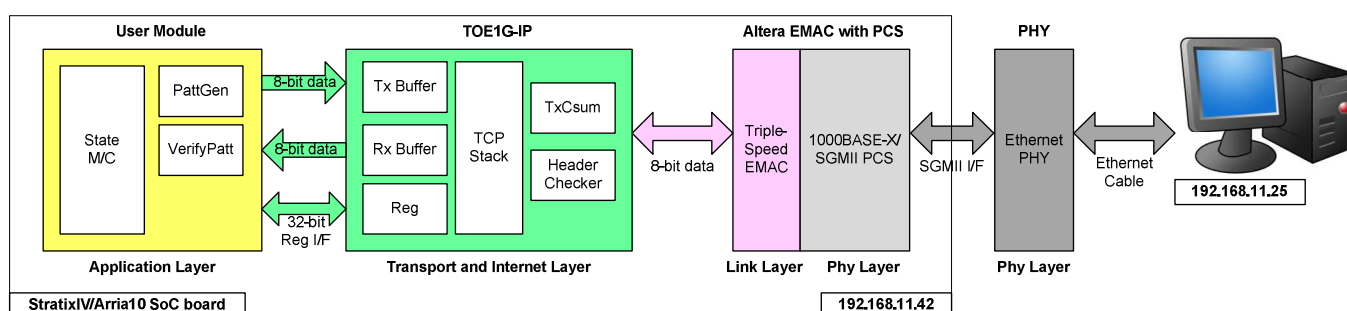 User Module
TOE1G-IP
Altera EMAC with PCS
PHY
State
M/C
PattGen
VerifyPatt
8-bit data
8-bit data
32-bit
Reg I/F
Tx Buffer
Rx Buffer
Reg
TCP
Stack
TxCsum
Header
Checker
8-bit data
Triple-
Speed
EMAC
1000BASE-X/
SGMII PCS
SGMII I/F
Ethernet
PHY
Ethernet
Cable
192.168.11.25
Application Layer
Transport and Internet Layer
Link Layer
Phy Layer
Phy Layer
StratixIV/Arria10 SoC board
192.168.11.42